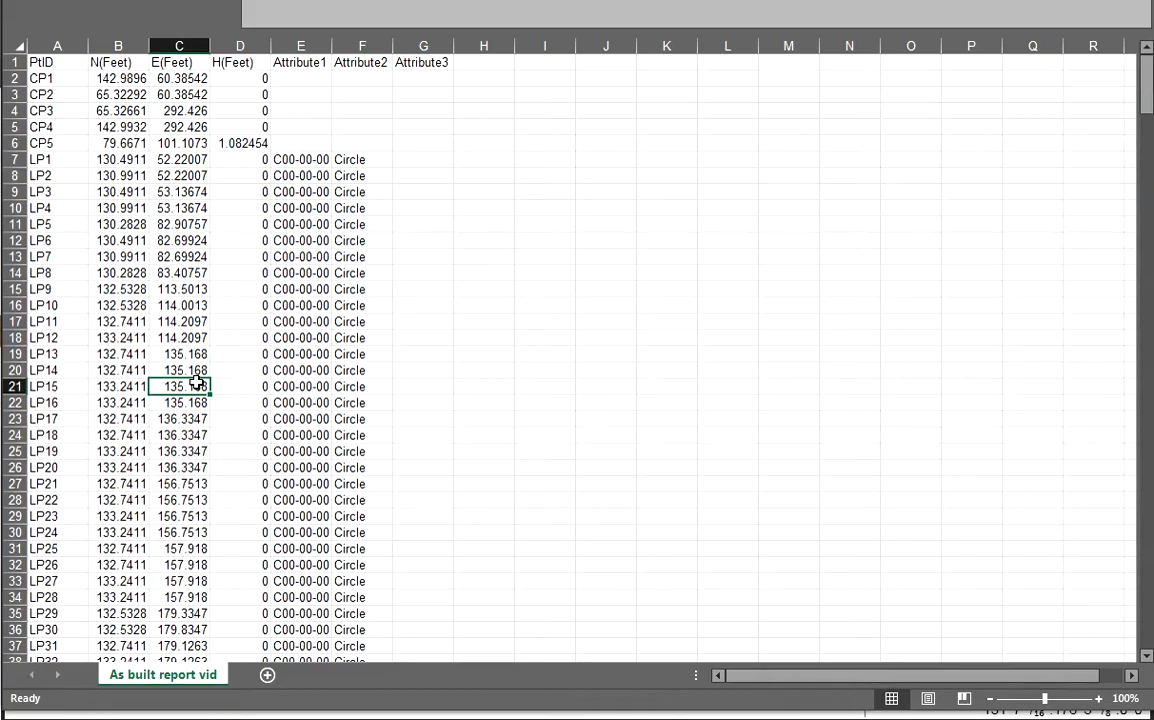 A B C D E F G H I J K L M N O P Q R
1 PtID N(Feet) E(Feet) H(Feet) Attribute1 Attribute2 Attribute3
2 CP1 142.9896 60.38542 0
3 CP2 65.32292 60.38542 0
4 CP3 65.32661 292.426 0
5 CP4 142.9932 292.426 0
6 CP5 79.6671 101.1073 1.082454
7 LP1 130.4911 52.22007 0 C00-00-00 Circle
8 LP2 130.9911 52.22007 0 C00-00-00 Circle
9 LP3 130.4911 53.13674 0 C00-00-00 Circle
10 LP4 130.9911 53.13674 0 C00-00-00 Circle
11 LP5 130.2828 82.90757 0 C00-00-00 Circle
12 LP6 130.4911 82.69924 0 C00-00-00 Circle
13 LP7 130.9911 82.69924 0 C00-00-00 Circle
14 LP8 130.2828 83.40757 0 C00-00-00 Circle
15 LP9 132.5328 113.5013 0 C00-00-00 Circle
16 LP10 132.5328 114.0013 0 C00-00-00 Circle
17 LP11 132.7411 114.2097 0 C00-00-00 Circle
18 LP12 133.2411 114.2097 0 C00-00-00 Circle
19 LP13 132.7411 135.168 0 C00-00-00 Circle
20 LP14 132.7411 135.168 0 C00-00-00 Circle
21 LP15 133.2411 135.168 0 C00-00-00 Circle
22 LP16 133.2411 135.168 0 C00-00-00 Circle
23 LP17 132.7411 136.3347 0 C00-00-00 Circle
24 LP18 132.7411 136.3347 0 C00-00-00 Circle
25 LP19 133.2411 136.3347 0 C00-00-00 Circle
26 LP20 133.2411 136.3347 0 C00-00-00 Circle
27 LP21 132.7411 156.7513 0 C00-00-00 Circle
28 LP22 132.7411 156.7513 0 C00-00-00 Circle
29 LP23 133.2411 156.7513 0 C00-00-00 Circle
30 LP24 133.2411 156.7513 0 C00-00-00 Circle
31 LP25 132.7411 157.918 0 C00-00-00 Circle
32 LP26 132.7411 157.918 0 C00-00-00 Circle
33 LP27 133.2411 157.918 0 C00-00-00 Circle
34 LP28 133.2411 157.918 0 C00-00-00 Circle
35 LP29 132.5328 179.3347 0 C00-00-00 Circle
36 LP30 132.5328 179.8347 0 C00-00-00 Circle
37 LP31 132.7411 179.1263 0 C00-00-00 Circle
38 LP32 133.2411 179.1263 0 C00-00-00 Circle
As built report vid
Ready 100%